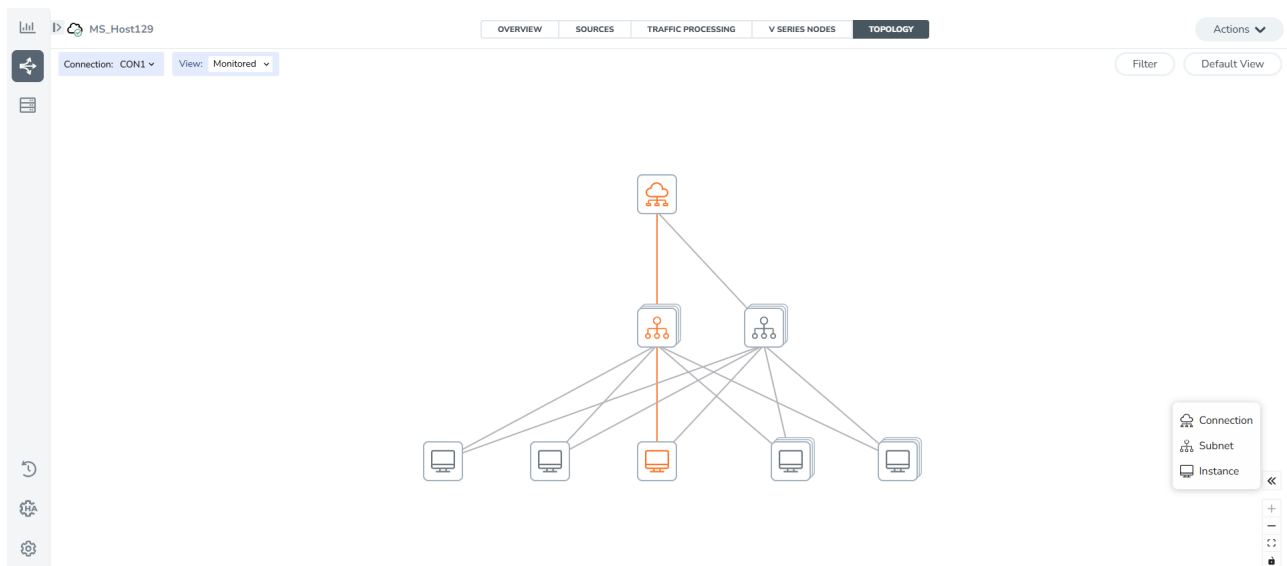 MS_Host129
OVERVIEW SOURCES TRAFFIC PROCESSING V SERIES NODES TOPOLOGY
Actions
Connection: CON1 View: Monitored
Filter Default View
Connection
Subnet
Instance
HA